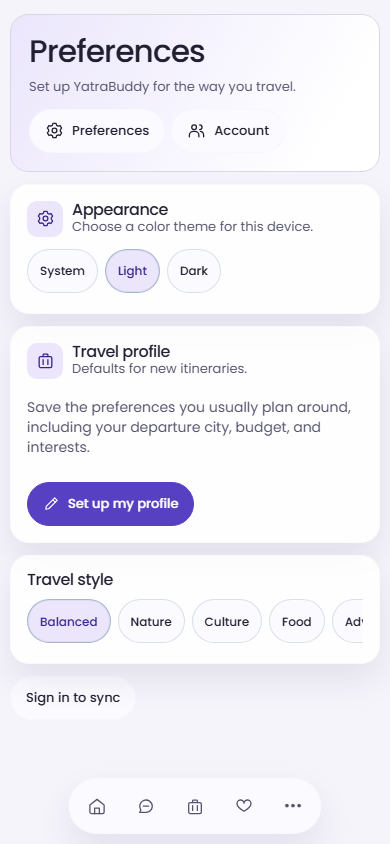 Preferences
Set up YatraBuddy for the way you travel.
Preferences
Account
Appearance
Choose a color theme for this device.
System
Light
Dark
Travel profile
Defaults for new itineraries.
Save the preferences you usually plan around,
including your departure city, budget, and
interests.
Set up my profile
Travel style
Balanced
Nature
Culture
Food
Sign in to sync